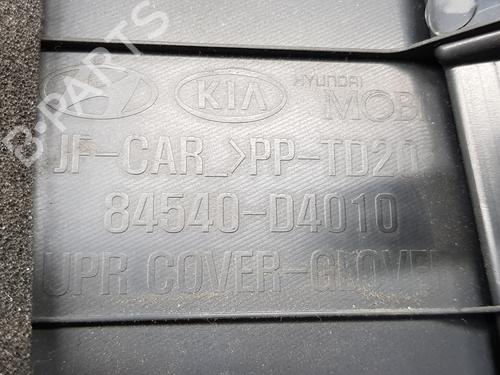 KIA HYUNDAI MOBI
JF-CAR_>PP-TD20
84540-D4010
UPR COVER-GLOVE
B-PARTS